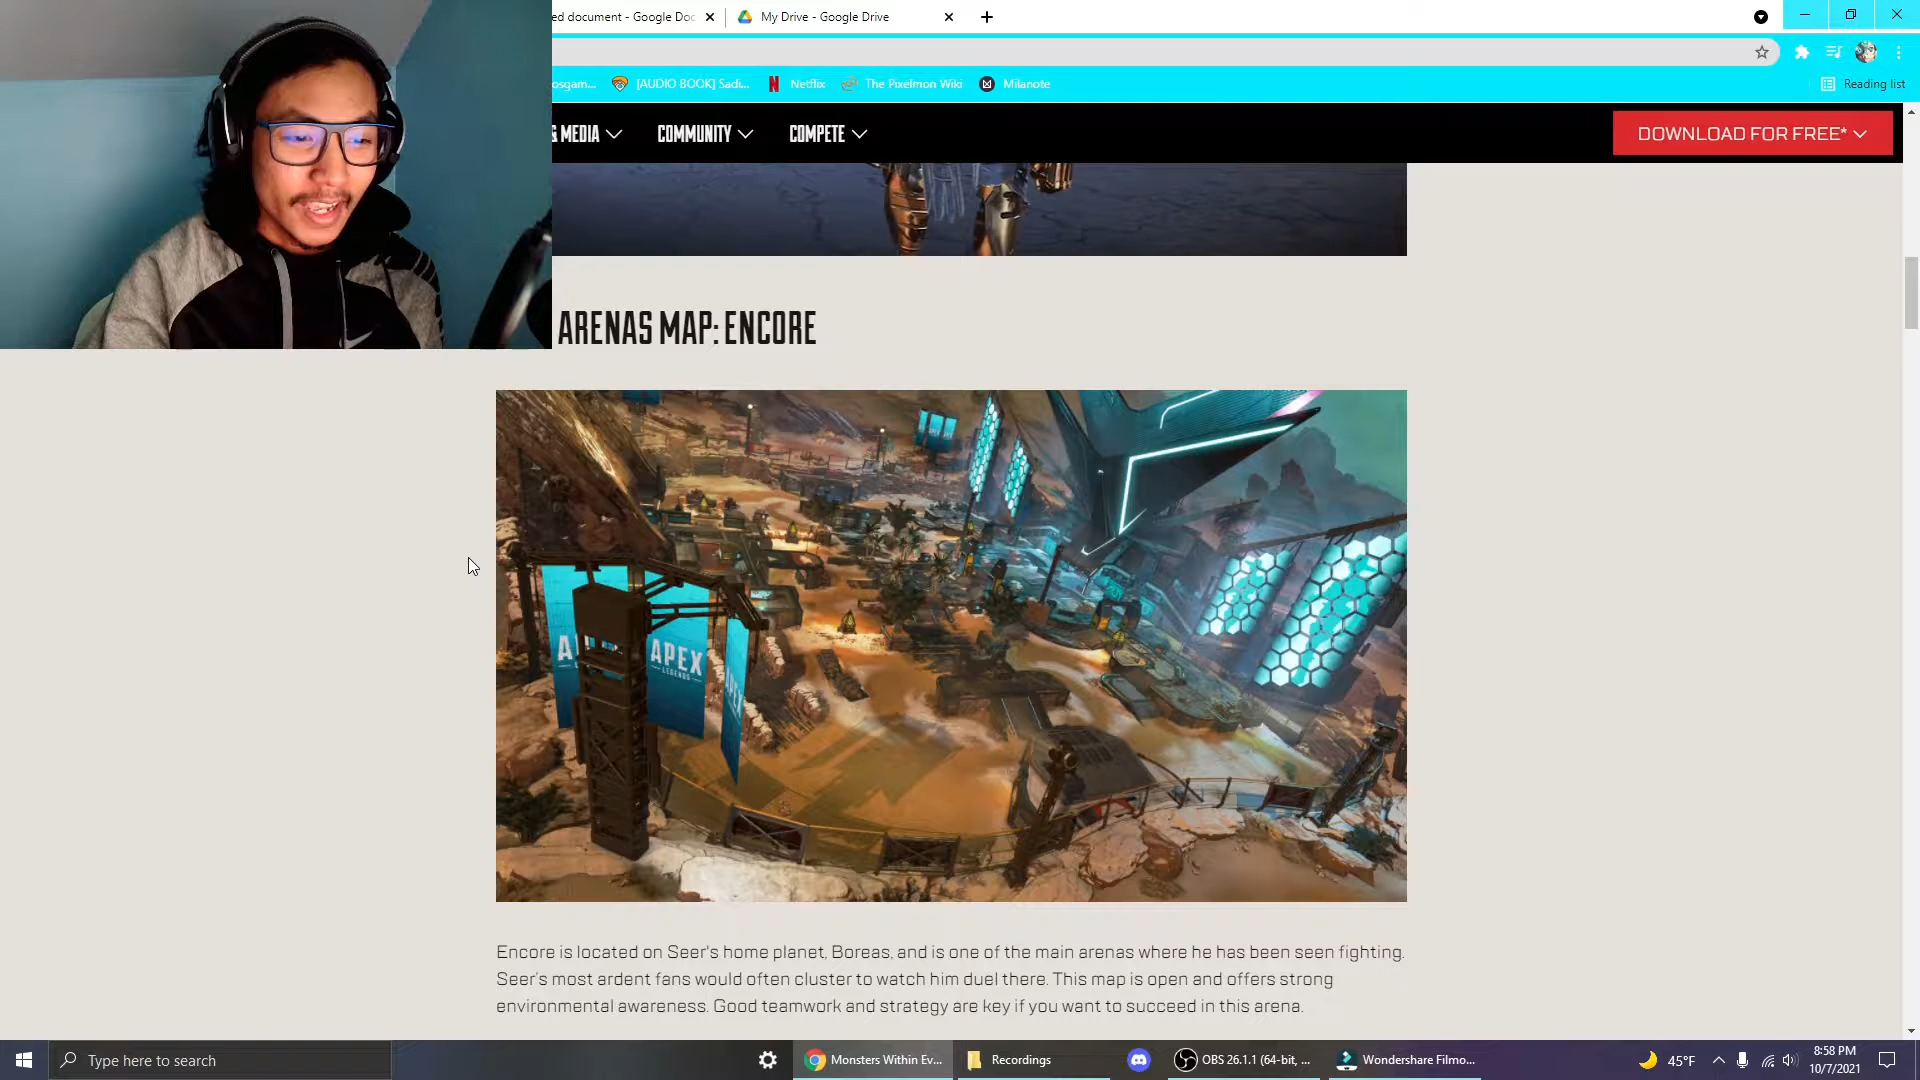 ed document - Google Doc
My Drive - Google Drive
osgam...
[AUDIO BOOK] Sadi...
Netflix
The Pixelmon Wiki
Milanote
Reading list
& MEDIA
COMMUNITY
COMPETE
DOWNLOAD FOR FREE*
ARENAS MAP: ENCORE
APEX
LEGENDS
APEX
Encore is located on Seer's home planet, Boreas, and is one of the main arenas where he has been seen fighting.
Seer's most ardent fans would often cluster to watch him duel there. This map is open and offers strong
environmental awareness. Good teamwork and strategy are key if you want to succeed in this arena.
Type here to search
Monsters Within Ev...
Recordings
OBS 26.1.1 (64-bit, ...
Wondershare Filmo...
45°F
8:58 PM
10/7/2021